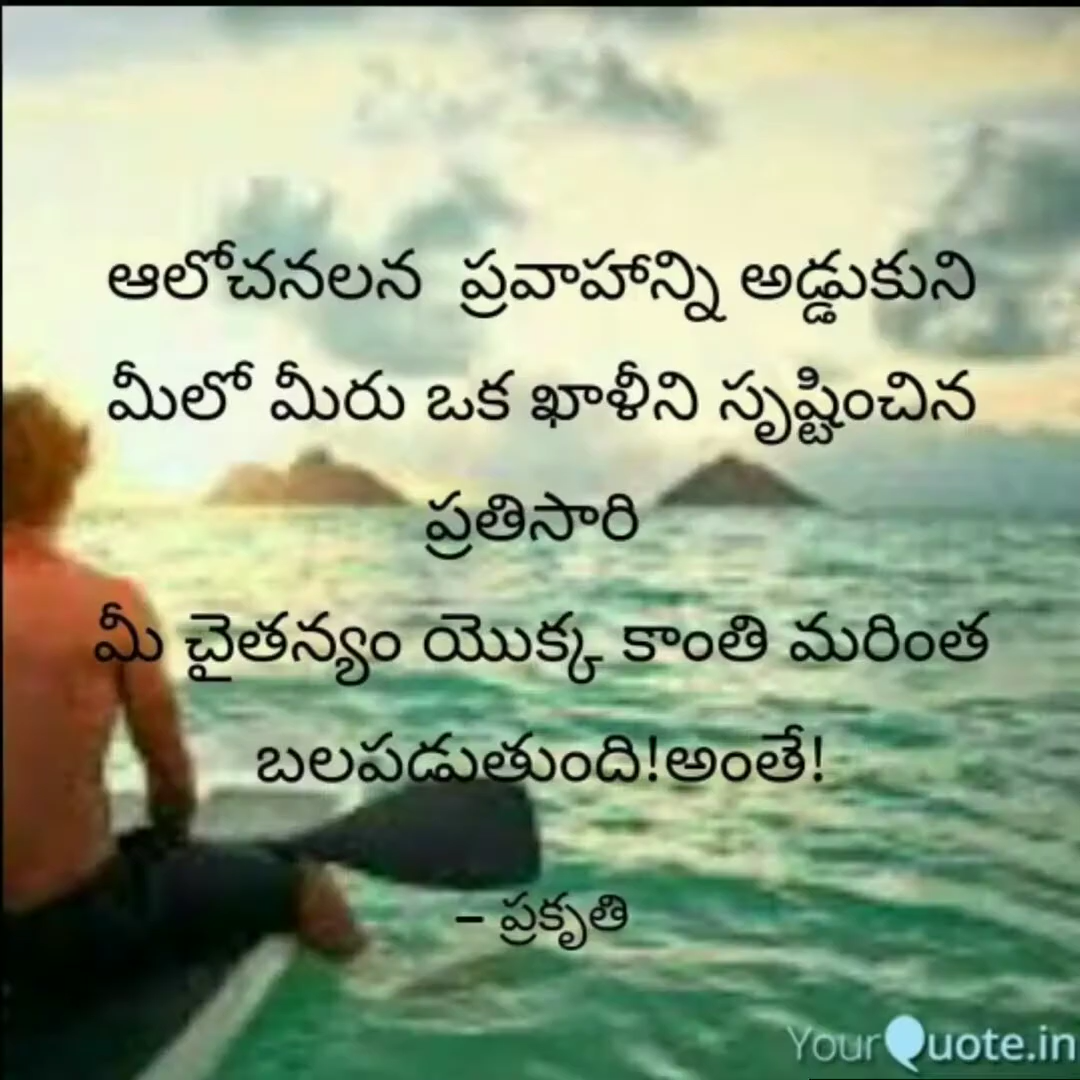 ఆలోచనలన ప్రవాహాన్ని అడ్డుకుని
మీలో మీరు ఒక ఖాళీని సృష్టించిన
ప్రతిసారి
మీ చైతన్యం యొక్క కాంతి మరింత
బలపడుతుంది!అంతే!
– ప్రకృతి
YourQuote.in